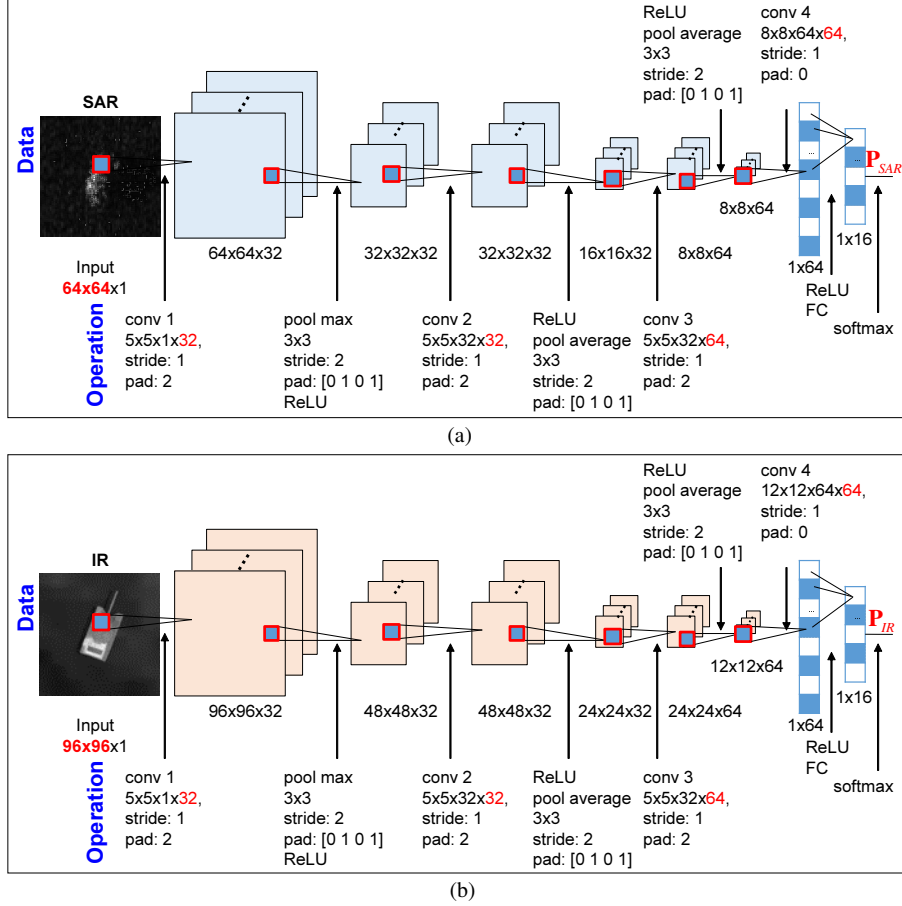 ReLU
pool average
3x3
stride: 2
pad: [0 1 0 1]
conv 4
8x8x64x64,
stride: 1
pad: 0
Data
SAR
...
...
P_SAR
8x8x64
64x64x32
32x32x32
32x32x32
16x16x32
8x8x64
1x64
1x16
Input
64x64x1
Operation
conv 1
5x5x1x32,
stride: 1
pad: 2
pool max
3x3
stride: 2
pad: [0 1 0 1]
ReLU
conv 2
5x5x32x32,
stride: 1
pad: 2
ReLU
pool average
3x3
stride: 2
pad: [0 1 0 1]
conv 3
5x5x32x64,
stride: 1
pad: 2
ReLU
FC
softmax
(a)
ReLU
pool average
3x3
stride: 2
pad: [0 1 0 1]
conv 4
12x12x64x64,
stride: 1
pad: 0
Data
IR
...
...
P_IR
12x12x64
96x96x32
48x48x32
48x48x32
24x24x32
24x24x64
1x64
1x16
Input
96x96x1
Operation
conv 1
5x5x1x32,
stride: 1
pad: 2
pool max
3x3
stride: 2
pad: [0 1 0 1]
ReLU
conv 2
5x5x32x32,
stride: 1
pad: 2
ReLU
pool average
3x3
stride: 2
pad: [0 1 0 1]
conv 3
5x5x32x64,
stride: 1
pad: 2
ReLU
FC
softmax
(b)